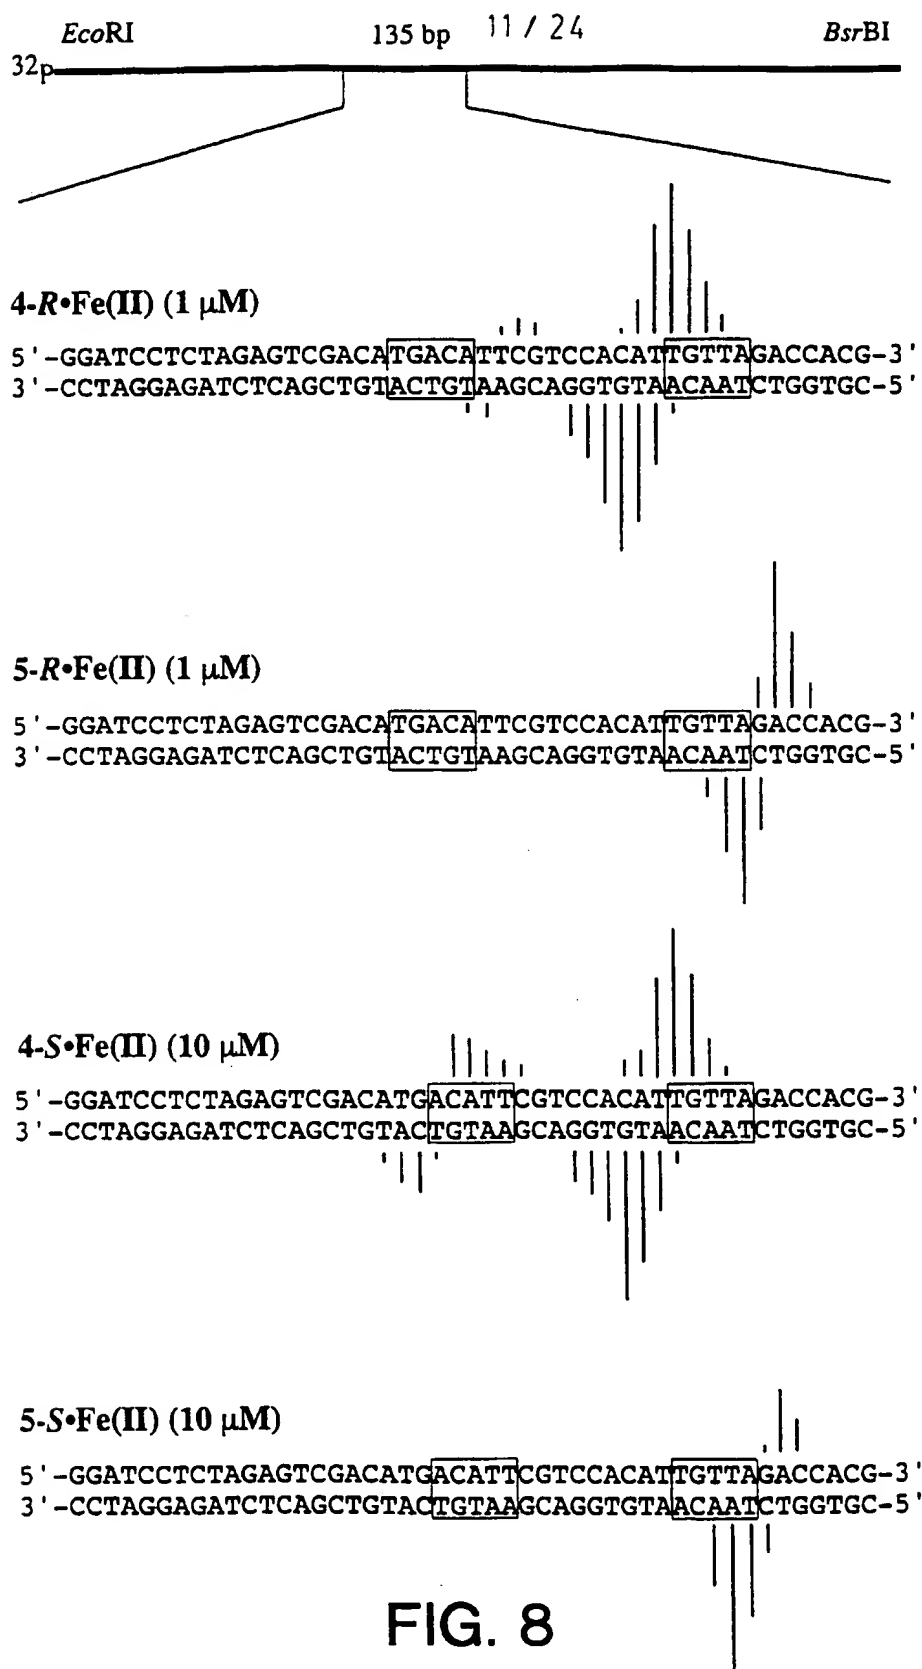 EcoRI 135 bp 11 / 24 BsrBI
32p
4-R•Fe(II) (1 μM)
5'-GGATCCTCTAGAGTCGACATGACATTCGTCCACATTGTTAGACCACG-3'
3'-CCTAGGAGATCTCAGCTGTACTGTAAGCAGGTGTAACAATCTGGTGC-5'
5-R•Fe(II) (1 μM)
5'-GGATCCTCTAGAGTCGACATGACATTCGTCCACATTGTTAGACCACG-3'
3'-CCTAGGAGATCTCAGCTGTACTGTAAGCAGGTGTAACAATCTGGTGC-5'
4-S•Fe(II) (10 μM)
5'-GGATCCTCTAGAGTCGACATGACATTCGTCCACATTGTTAGACCACG-3'
3'-CCTAGGAGATCTCAGCTGTACTGTAAGCAGGTGTAACAATCTGGTGC-5'
5-S•Fe(II) (10 μM)
5'-GGATCCTCTAGAGTCGACATGACATTCGTCCACATTGTTAGACCACG-3'
3'-CCTAGGAGATCTCAGCTGTACTGTAAGCAGGTGTAACAATCTGGTGC-5'
FIG. 8